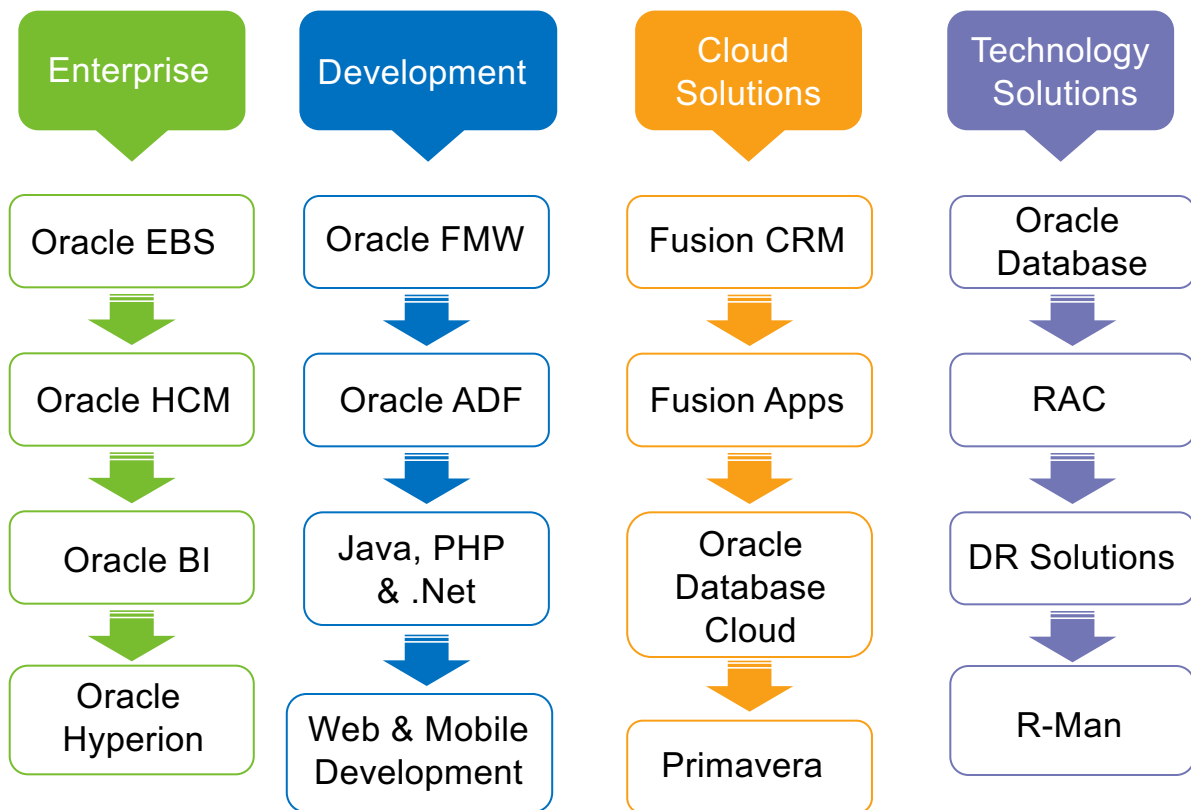 Enterprise
Oracle EBS
Oracle HCM
Oracle BI
Oracle
Hyperion
Development
Oracle FMW
Oracle ADF
Java, PHP
& .Net
Web & Mobile
Development
Cloud
Solutions
Fusion CRM
Fusion Apps
Oracle
Database
Cloud
Primavera
Technology
Solutions
Oracle
Database
RAC
DR Solutions
R-Man